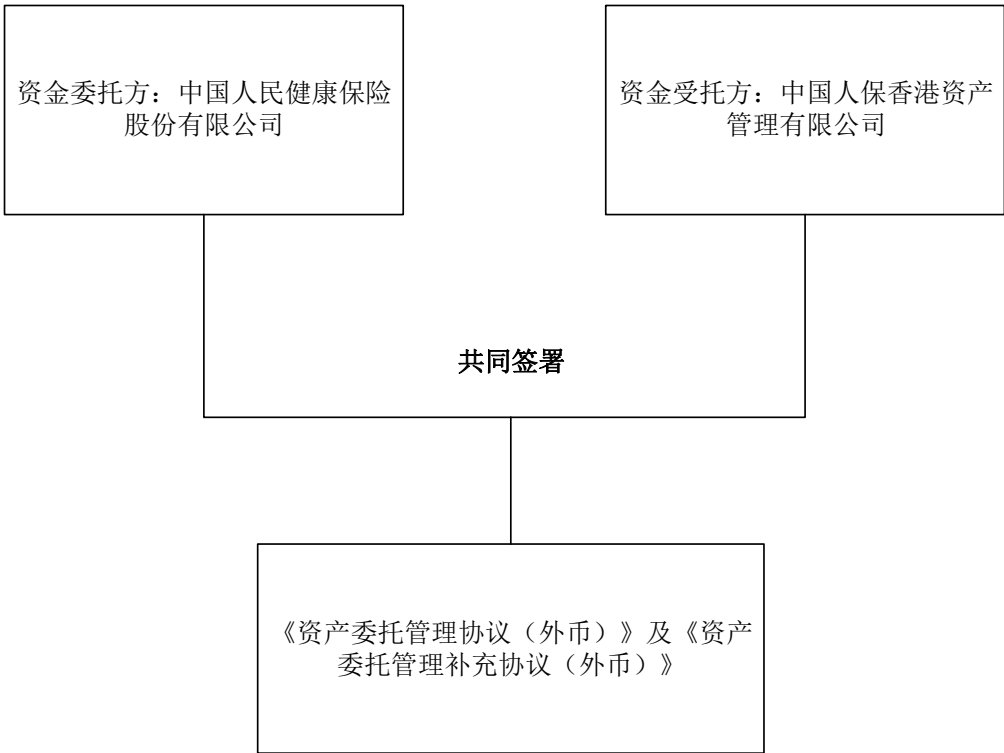 资金委托方：中国人民健康保险
股份有限公司
资金受托方：中国人保香港资产
管理有限公司
共同签署
《资产委托管理协议（外币）》及《资产
委托管理补充协议（外币）》